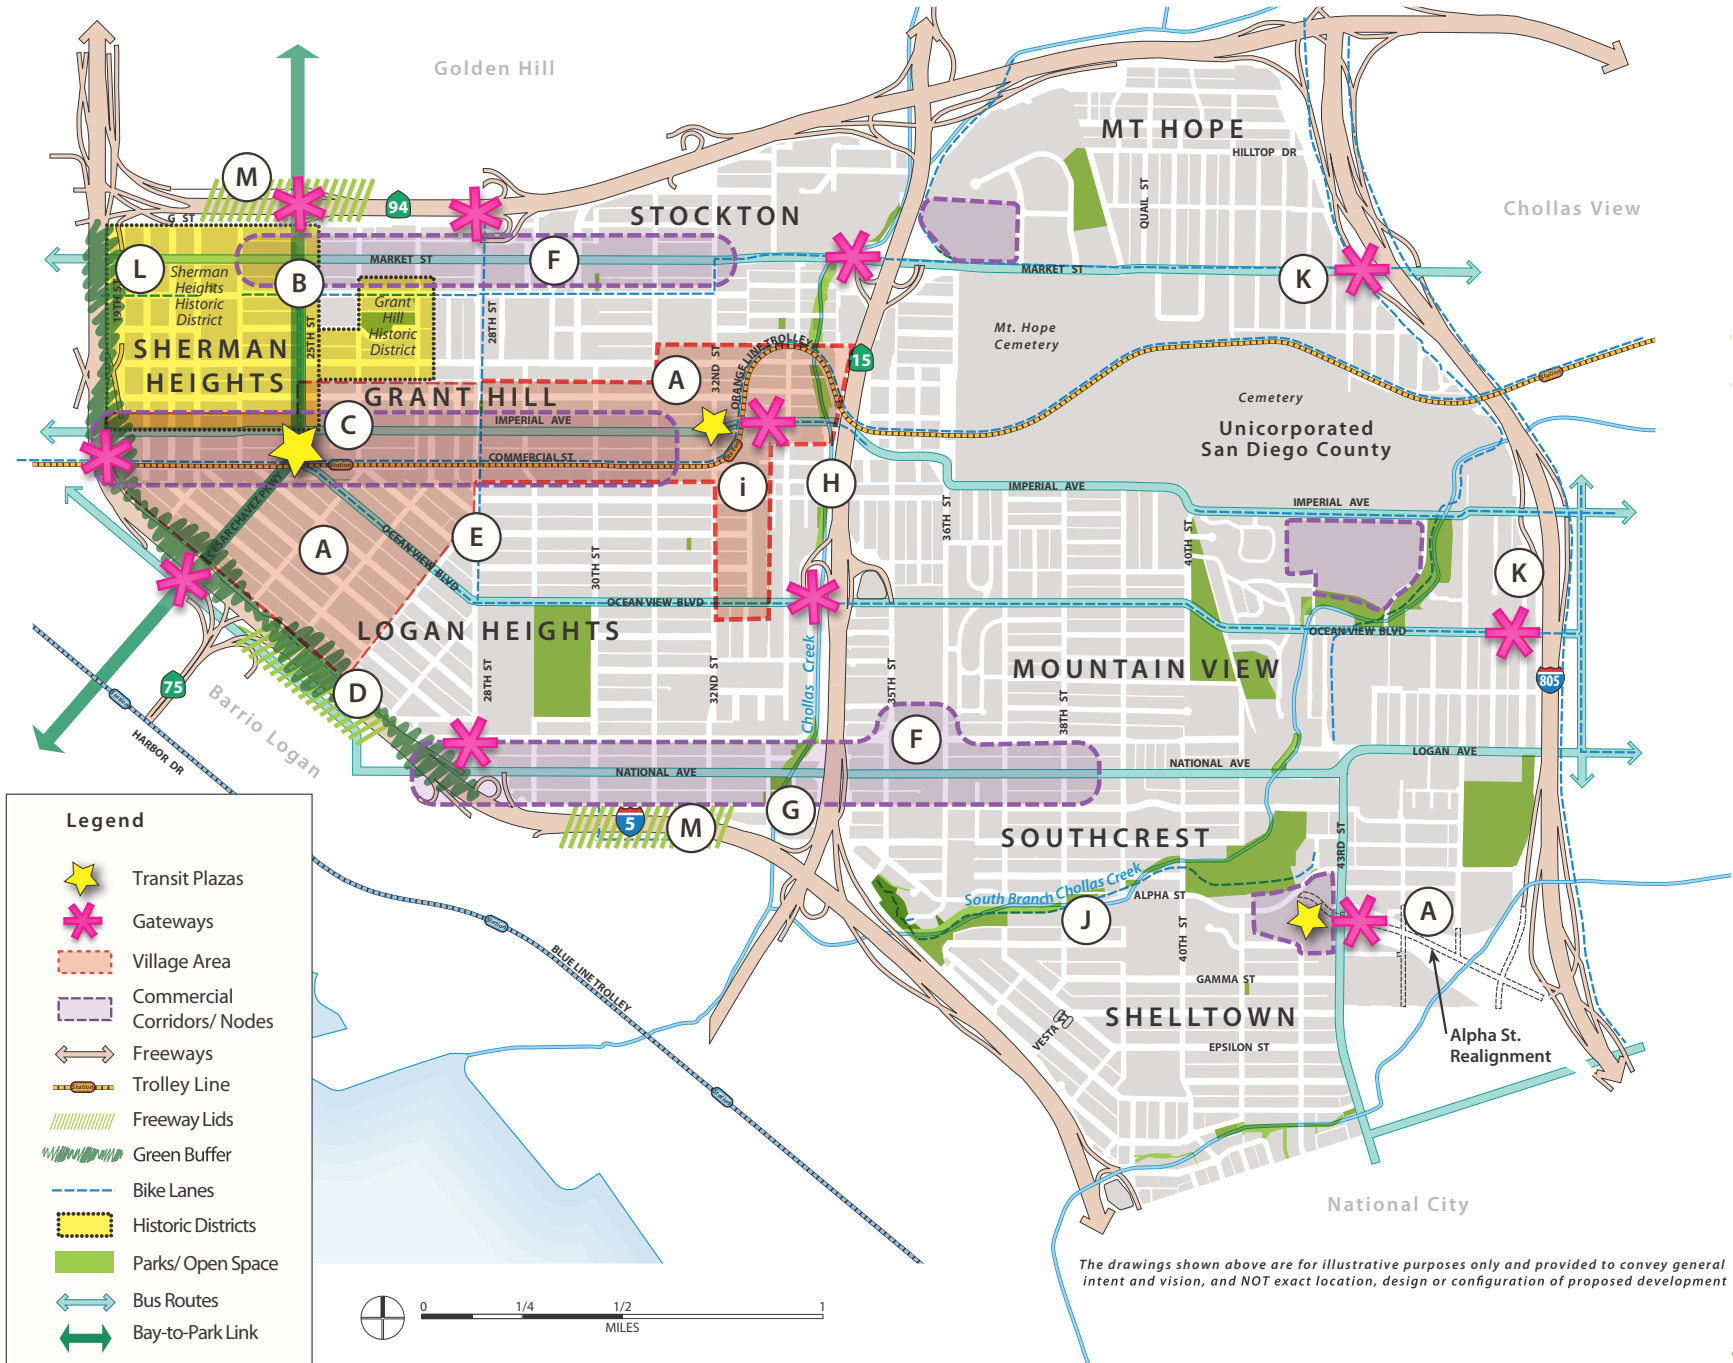 Golden Hill
MT HOPE
HILLTOP DR
M
94
QUAIL ST
STOCKTON
Chollas View
G ST
L
Sherman
Heights
Historic
District
B
MARKET ST
F
MARKET ST
K
19TH ST
25TH ST
Grant
Hill
Historic
District
28TH ST
Mt. Hope
Cemetery
SHERMAN
HEIGHTS
32ND ST
ORANGE LINE TROLLEY
15
A
Station
GRANT HILL
Cemetery
C
IMPERIAL AVE
Unicorporated
San Diego County
COMMERCIAL ST
Station
Station
i
H
IMPERIAL AVE
IMPERIAL AVE
CESAR CHAVEZ PKWY
A
OCEAN VIEW BLVD
E
36TH ST
40TH ST
30TH ST
K
OCEAN VIEW BLVD
LOGAN HEIGHTS
OCEAN VIEW BLVD
Chollas Creek
MOUNTAIN VIEW
28TH ST
32ND ST
35TH ST
38TH ST
805
75
D
Barrio Logan
Station
HARBOR DR
F
LOGAN AVE
NATIONAL AVE
NATIONAL AVE
G
5
M
SOUTHCREST
43RD ST
South Branch Chollas Creek
ALPHA ST
J
A
40TH ST
Station
BLUE LINE TROLLEY
GAMMA ST
SHELLTOWN
VESTA ST
EPSILON ST
Alpha St.
Realignment
Station
National City
Legend
Transit Plazas
Gateways
Village Area
Commercial
Corridors/ Nodes
Freeways
Station
Trolley Line
Freeway Lids
Green Buffer
Bike Lanes
Historic Districts
Parks/ Open Space
Bus Routes
Bay-to-Park Link
0 1/4 1/2 1
MILES
The drawings shown above are for illustrative purposes only and provided to convey general
intent and vision, and NOT exact location, design or configuration of proposed development